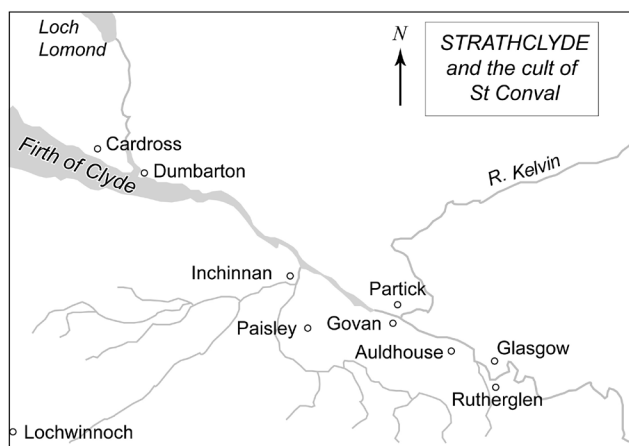 Loch
Lomond
N
STRATHCLYDE
and the cult of
St Conval
Cardross
Firth of Clyde
Dumbarton
R. Kelvin
Inchinnan
Partick
Paisley
Govan
Auldhouse
Glasgow
Rutherglen
Lochwinnoch